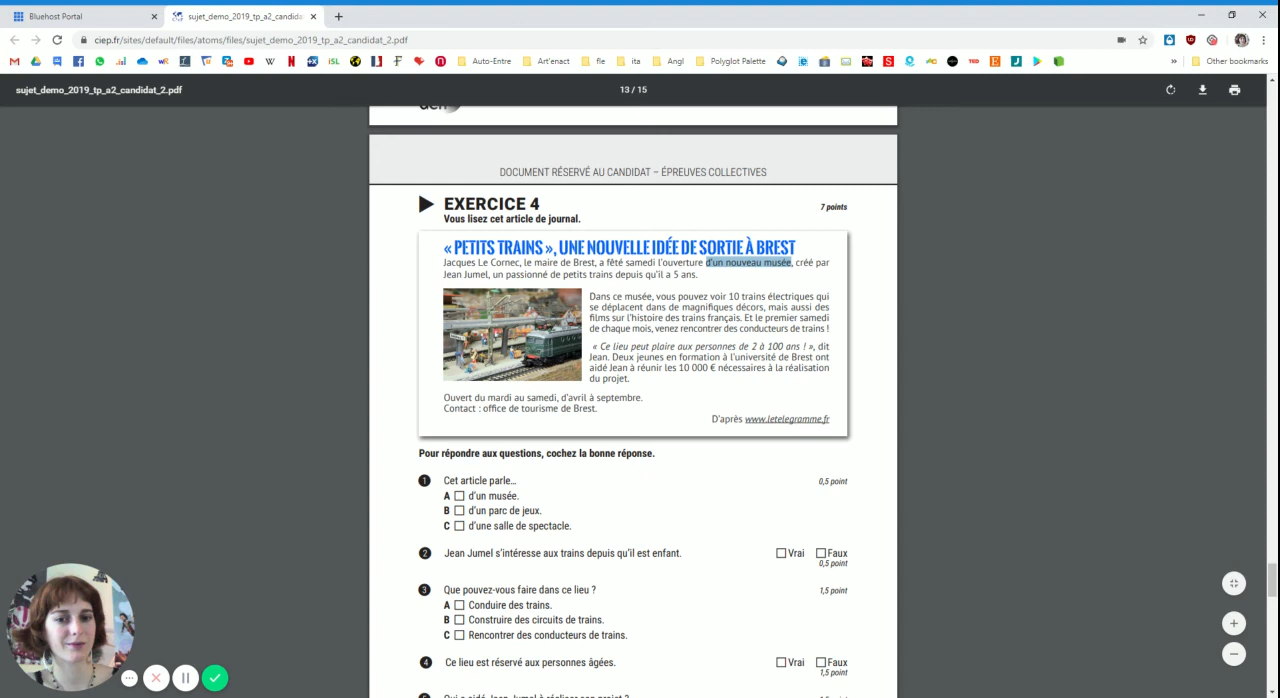 Bluehost Portal
sujet_demo_2019_tp_a2_candida
ciep.fr/sites/default/files/atoms/files/sujet_demo_2019_tp_a2_candidat_2.pdf
Auto-Entre Art'enact fle ita Angl Polyglot Palette » Other bookmarks
sujet_demo_2019_tp_a2_candidat_2.pdf 13 / 15
DOCUMENT RÉSERVÉ AU CANDIDAT – ÉPREUVES COLLECTIVES
EXERCICE 4 7 points
Vous lisez cet article de journal.
« PETITS TRAINS », UNE NOUVELLE IDÉE DE SORTIE À BREST
Jacques Le Cornec, le maire de Brest, a fêté samedi l'ouverture d'un nouveau musée, créé par
Jean Jumel, un passionné de petits trains depuis qu'il a 5 ans.
Dans ce musée, vous pouvez voir 10 trains électriques qui
se déplacent dans de magnifiques décors, mais aussi des
films sur l'histoire des trains français. Et le premier samedi
de chaque mois, venez rencontrer des conducteurs de trains !
« Ce lieu peut plaire aux personnes de 2 à 100 ans ! », dit
Jean. Deux jeunes en formation à l'université de Brest ont
aidé Jean à réunir les 10 000 € nécessaires à la réalisation
du projet.
Ouvert du mardi au samedi, d'avril à septembre.
Contact : office de tourisme de Brest.
D'après www.letelegramme.fr
Pour répondre aux questions, cochez la bonne réponse.
1 Cet article parle... 0,5 point
A d'un musée.
B d'un parc de jeux.
C d'une salle de spectacle.
2 Jean Jumel s'intéresse aux trains depuis qu'il est enfant. Vrai Faux
0,5 point
3 Que pouvez-vous faire dans ce lieu ? 1,5 point
A Conduire des trains.
B Construire des circuits de trains.
C Rencontrer des conducteurs de trains.
4 Ce lieu est réservé aux personnes âgées. Vrai Faux
1,5 point